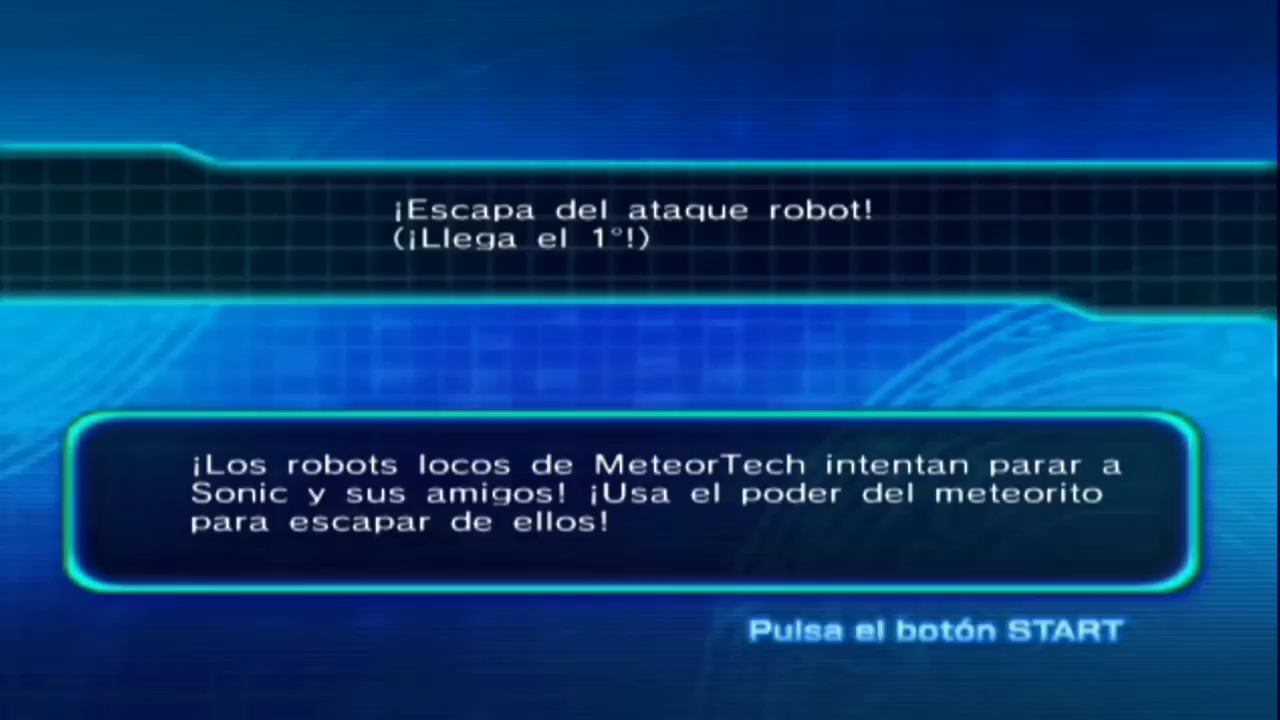 ¡Escapa del ataque robot!
(¡Llega el 1°!)
¡Los robots locos de MeteorTech intentan parar a
Sonic y sus amigos! ¡Usa el poder del meteorito
para escapar de ellos!
Pulsa el botón START